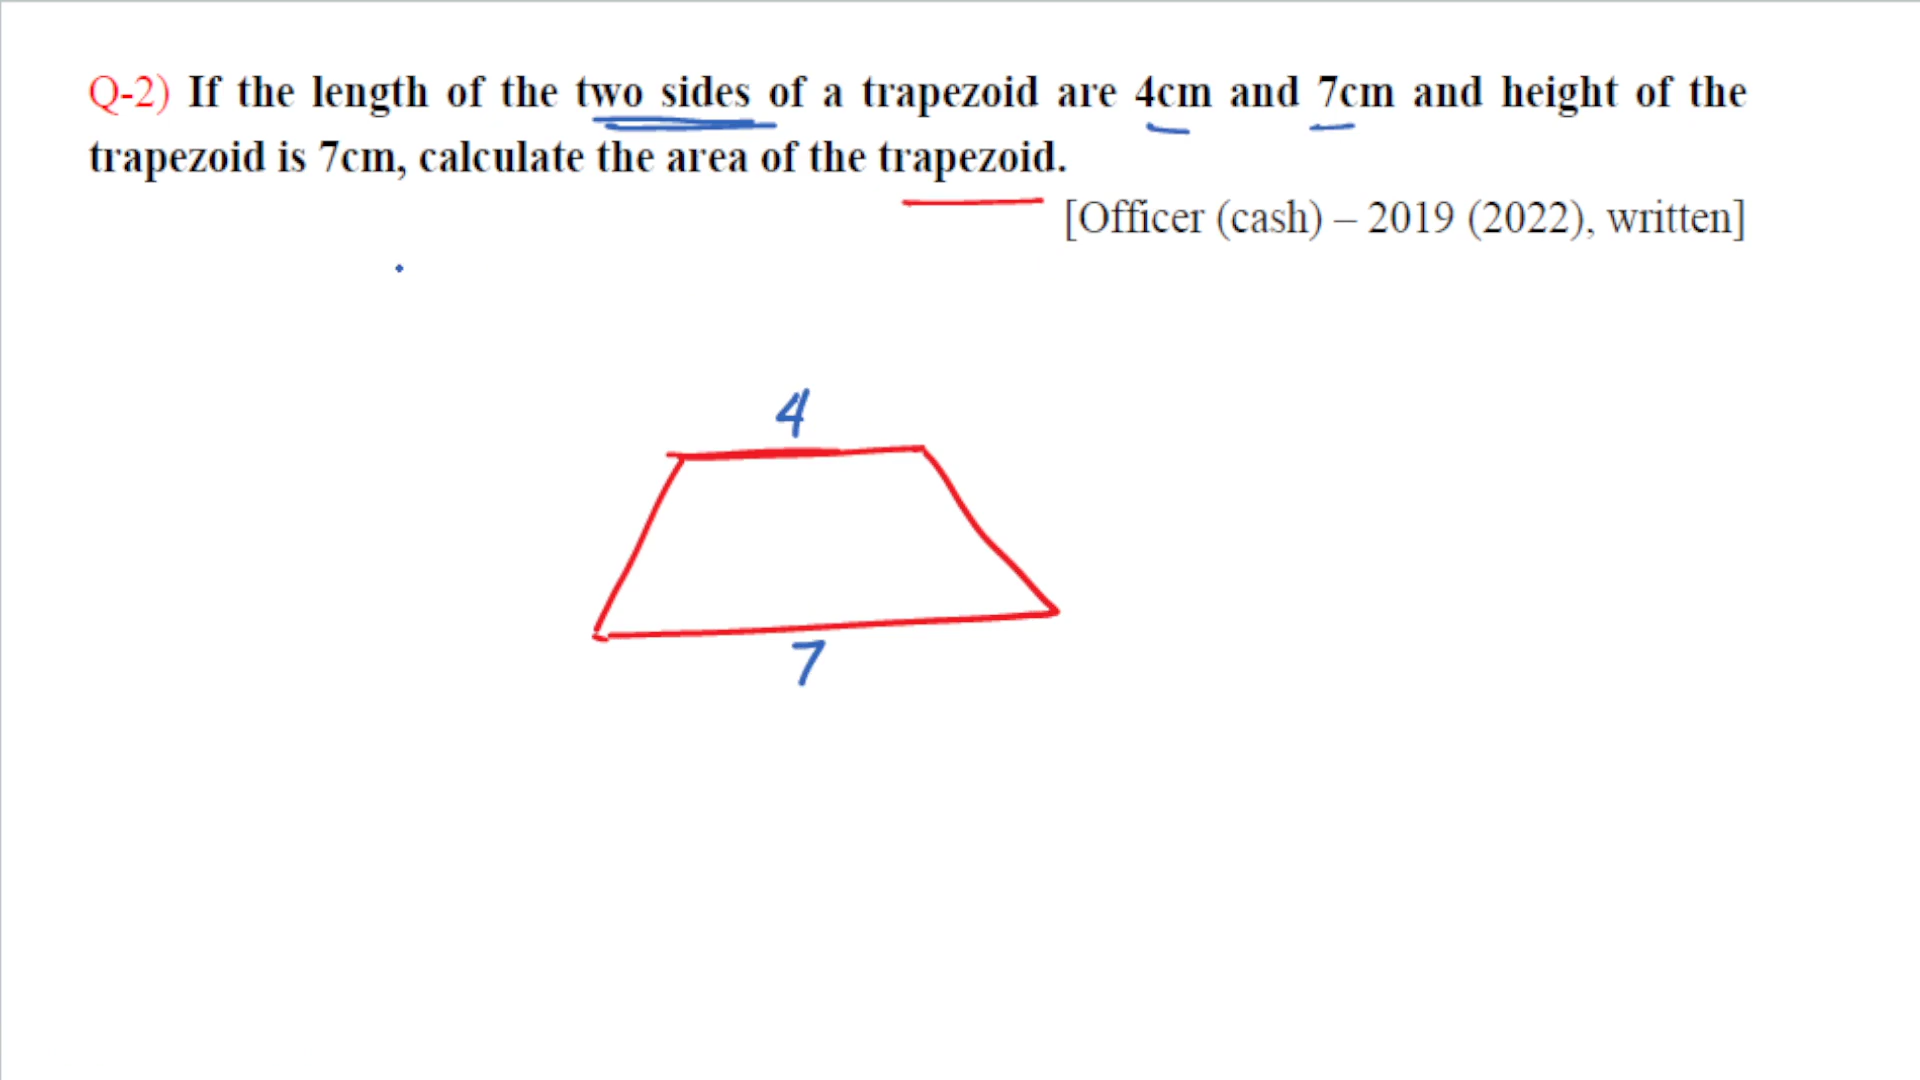 Q-2) If the length of the two sides of a trapezoid are 4cm and 7cm and height of the
trapezoid is 7cm, calculate the area of the trapezoid.
[Officer (cash) – 2019 (2022), written]
4
7